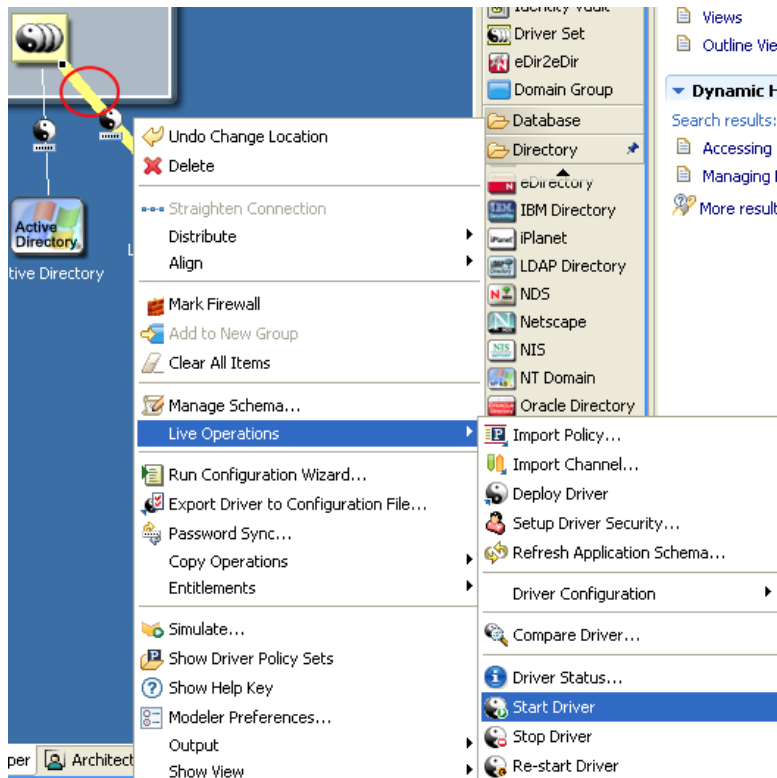 Identity Vault
Driver Set
eDir2eDir
Domain Group
Database
Directory
eDirectory
IBM Directory
iPlanet
LDAP Directory
NDS
Netscape
NIS
NT Domain
Oracle Directory
Views
Outline Vie
Dynamic H
Search results:
Accessing
Managing
More result
Active
Directory
tive Directory
L
Undo Change Location
Delete
Straighten Connection
Distribute
Align
Mark Firewall
Add to New Group
Clear All Items
Manage Schema...
Live Operations
Run Configuration Wizard...
Export Driver to Configuration File...
Password Sync...
Copy Operations
Entitlements
Simulate...
Show Driver Policy Sets
Show Help Key
Modeler Preferences...
Output
Show View
Import Policy...
Import Channel...
Deploy Driver
Setup Driver Security...
Refresh Application Schema...
Driver Configuration
Compare Driver...
Driver Status...
Start Driver
Stop Driver
Re-start Driver
per
Architect